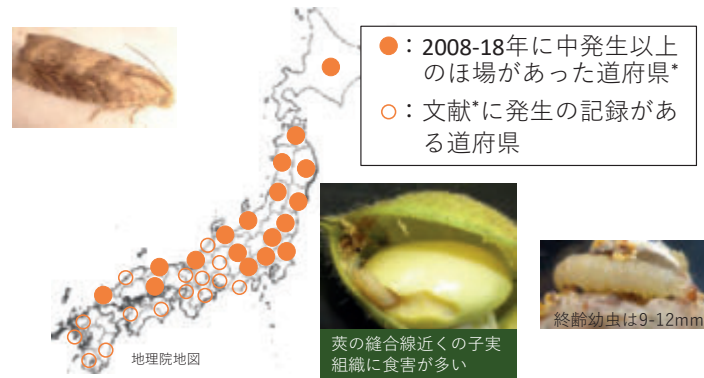 ●：2008-18年に中発生以上
のほ場があった道府県*
○：文献*に発生の記録があ
る道府県
莢の縫合線近くの子実
組織に食害が多い
終齢幼虫は9-12mm
地理院地図